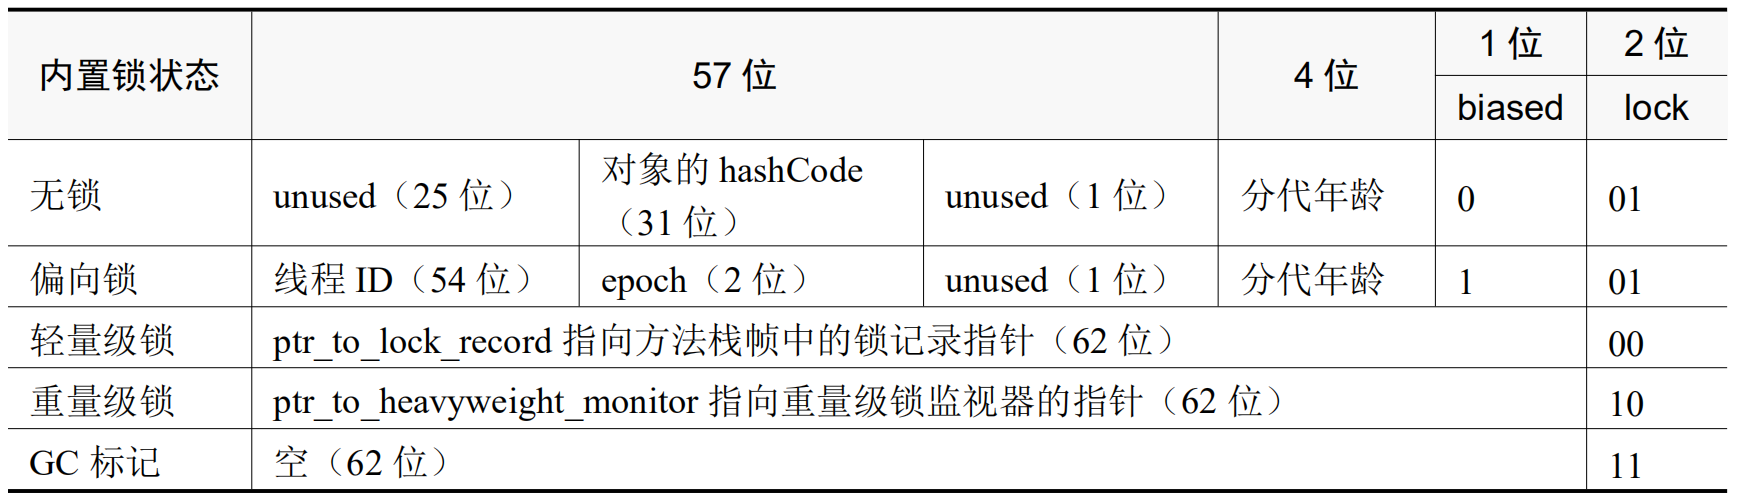 内置锁状态 57 位 4 位 1 位 2 位
biased lock
无锁 unused（25 位） 对象的 hashCode
（31 位） unused（1 位） 分代年龄 0 01
偏向锁 线程 ID（54 位） epoch（2 位） unused（1 位） 分代年龄 1 01
轻量级锁 ptr_to_lock_record 指向方法栈帧中的锁记录指针（62 位） 00
重量级锁 ptr_to_heavyweight_monitor 指向重量级锁监视器的指针（62 位） 10
GC 标记 空（62 位） 11